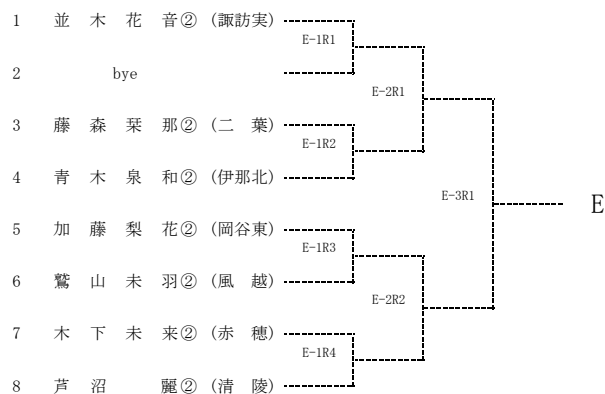 1 並木花音② (諏訪実)
E-1R1
2 bye
E-2R1
3 藤森栞那② (二葉)
E-1R2
4 青木泉和② (伊那北)
E-3R1
E
5 加藤梨花② (岡谷東)
E-1R3
6 鷲山未羽② (風越)
E-2R2
7 木下未来② (赤穂)
E-1R4
8 芦沼麗② (清陵)